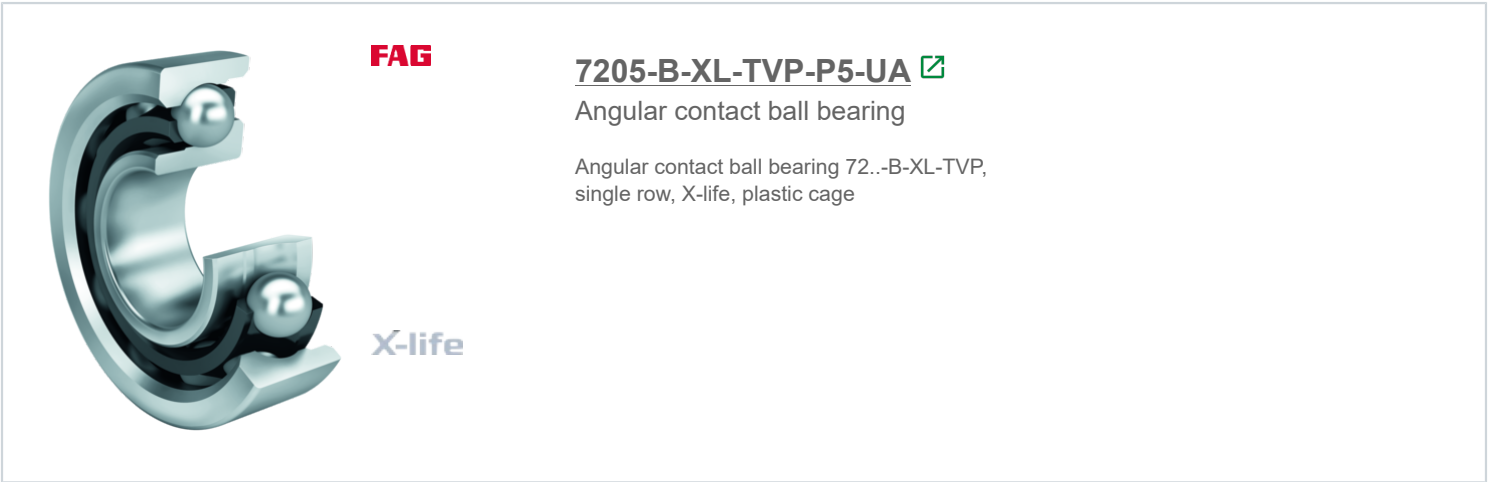 FAG
7205-B-XL-TVP-P5-UA
Angular contact ball bearing
Angular contact ball bearing 72..-B-XL-TVP,
single row, X-life, plastic cage
X-life